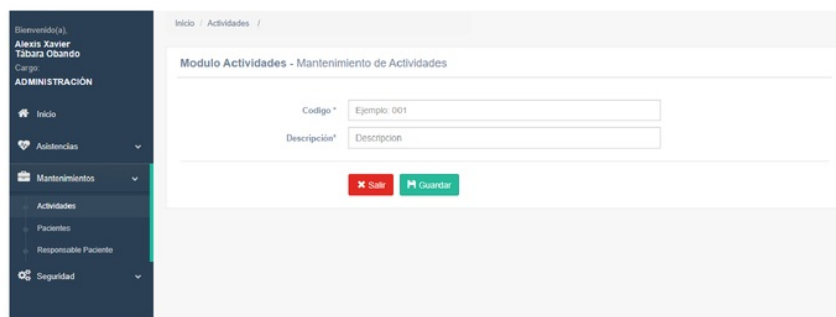 Bienvenido(a),
Alexis Xavier
Tábara Obando
Cargo:
ADMINISTRACIÓN
Inicio
Asistencias
Mantenimientos
Actividades
Pacientes
Responsable Paciente
Seguridad
Inicio / Actividades /
Modulo Actividades - Mantenimiento de Actividades
Codigo * Ejemplo: 001
Descripción* Descripcion
Salir Guardar